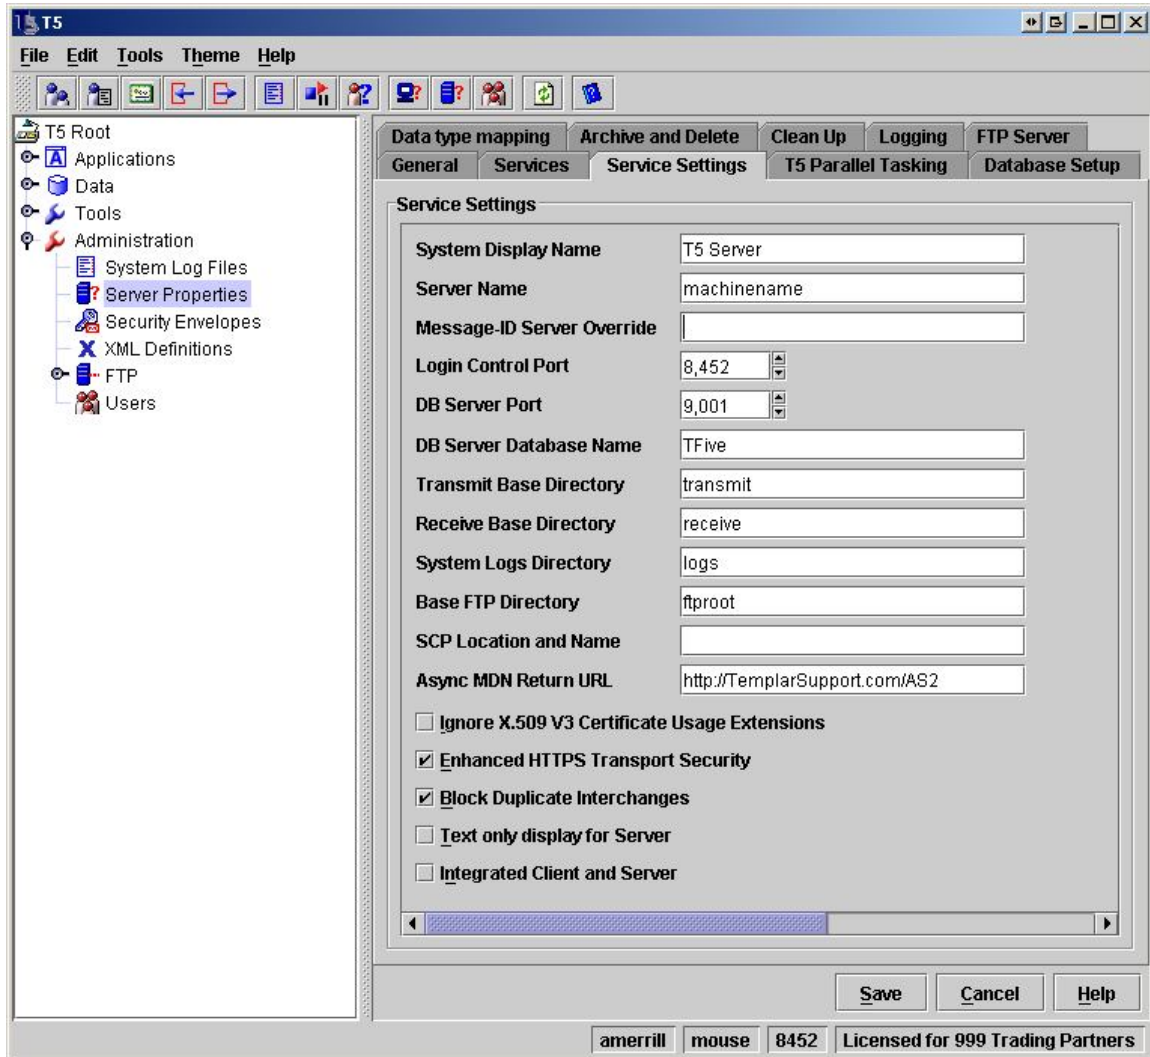 T5
File Edit Tools Theme Help
T5 Root
Applications
Data
Tools
Administration
System Log Files
Server Properties
Security Envelopes
XML Definitions
FTP
Users
Data type mapping Archive and Delete Clean Up Logging FTP Server
General Services Service Settings T5 Parallel Tasking Database Setup
Service Settings
System Display Name T5 Server
Server Name machinename
Message-ID Server Override
Login Control Port 8,452
DB Server Port 9,001
DB Server Database Name TFive
Transmit Base Directory transmit
Receive Base Directory receive
System Logs Directory logs
Base FTP Directory ftproot
SCP Location and Name
Async MDN Return URL http://TemplarSupport.com/AS2
Ignore X.509 V3 Certificate Usage Extensions
Enhanced HTTPS Transport Security
Block Duplicate Interchanges
Text only display for Server
Integrated Client and Server
Save Cancel Help
amerrill mouse 8452 Licensed for 999 Trading Partners